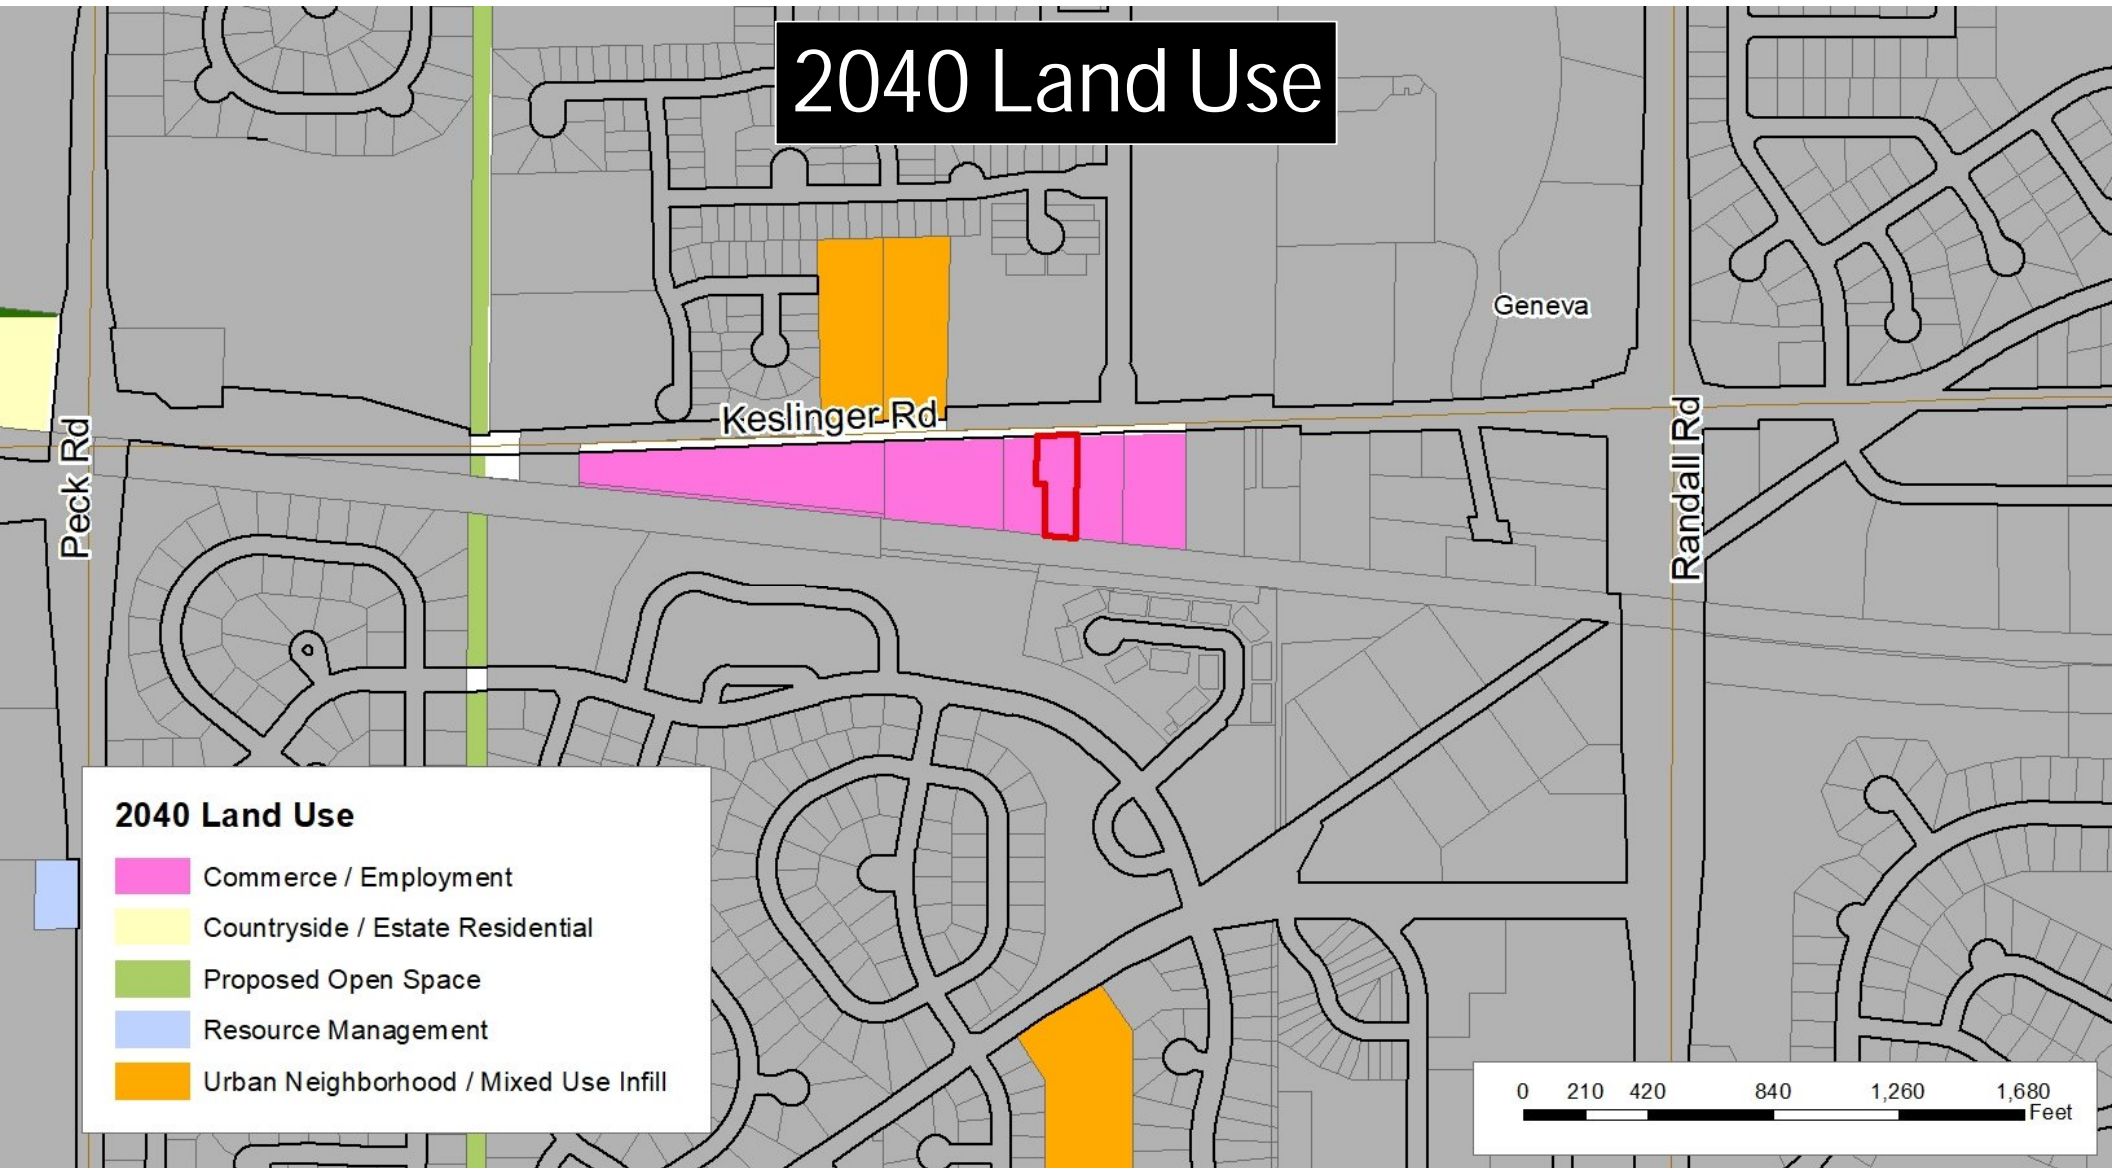 2040 Land Use
Geneva
Keslinger Rd
Peck Rd
Randall Rd
2040 Land Use
Commerce / Employment
Countryside / Estate Residential
Proposed Open Space
Resource Management
Urban Neighborhood / Mixed Use Infill
0 210 420 840 1,260 1,680
Feet